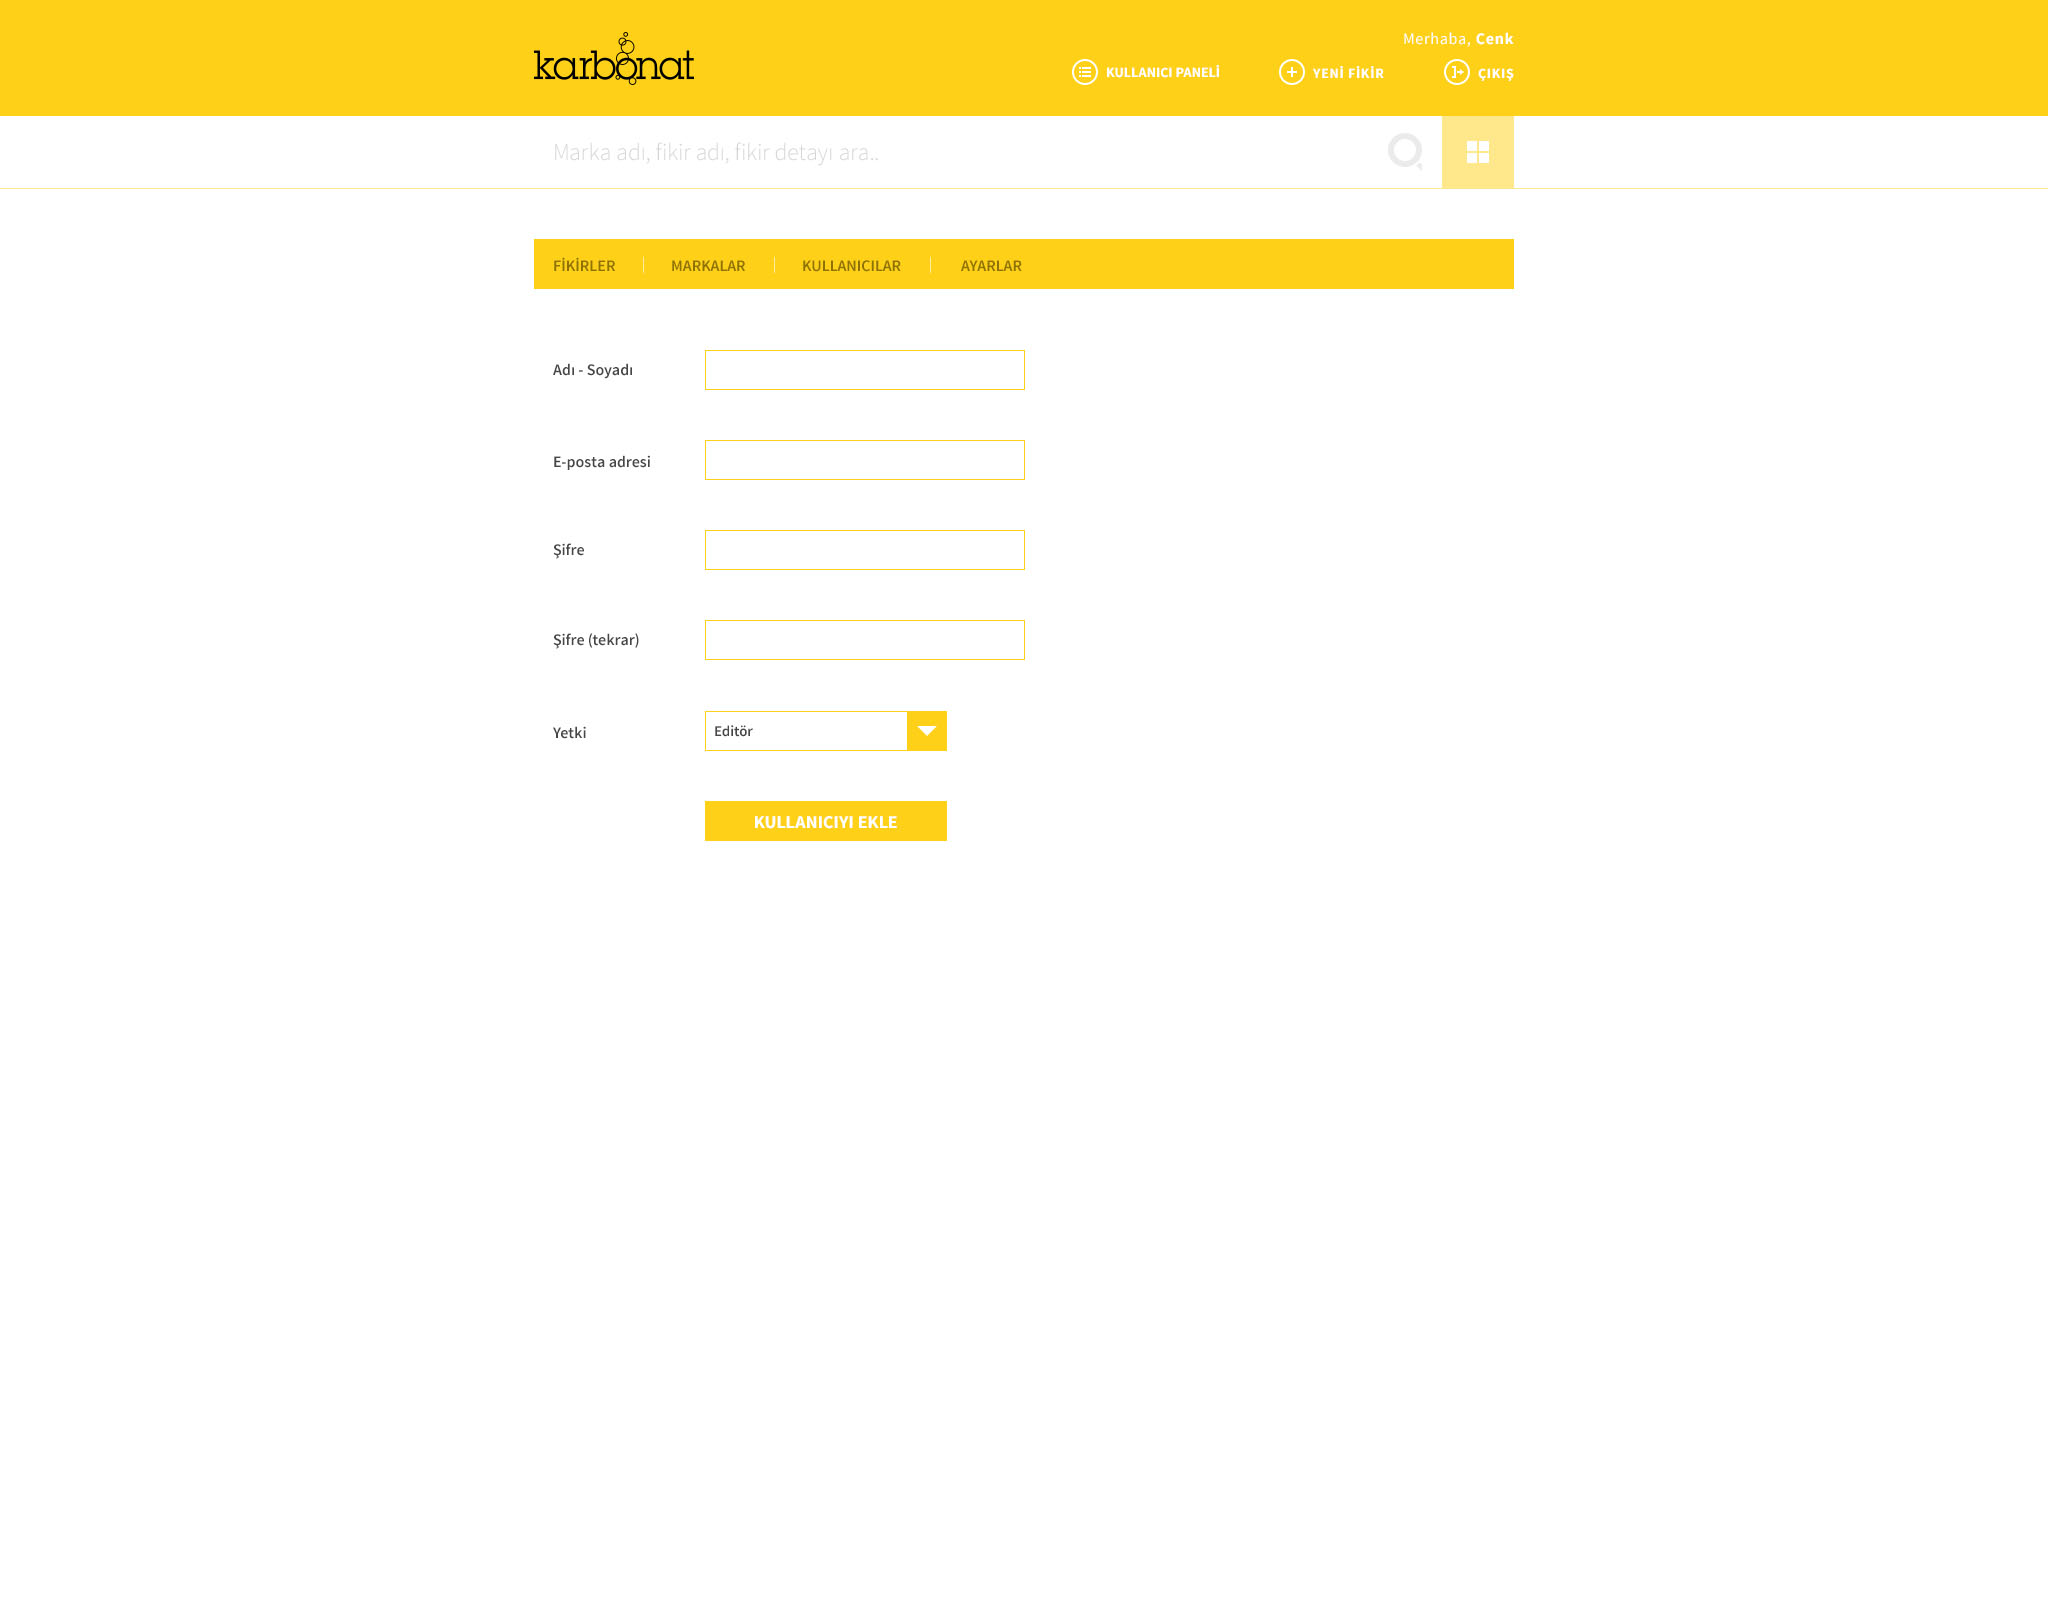 karbonat
Merhaba, Cenk
KULLANICI PANELİ
YENİ FİKİR
ÇIKIŞ
Marka adı, fikir adı, fikir detayı ara..
FİKİRLER
MARKALAR
KULLANICILAR
AYARLAR
Adı - Soyadı
E-posta adresi
Şifre
Şifre (tekrar)
Yetki
Editör
KULLANICIYI EKLE